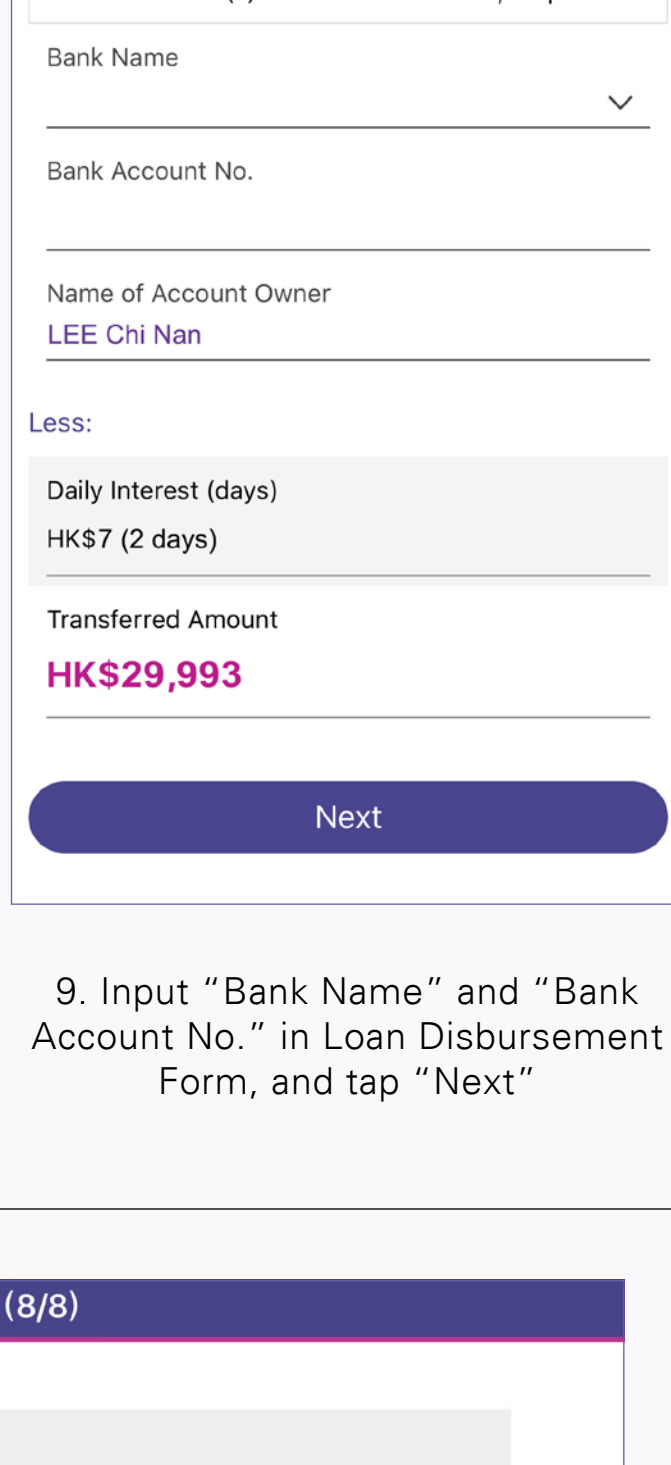 Bank Name
Bank Account No.
Name of Account Owner
LEE Chi Nan
Less:
Daily Interest (days)
HK$7 (2 days)
Transferred Amount
HK$29,993
Next
9. Input “Bank Name” and “Bank
Account No.” in Loan Disbursement
Form, and tap “Next”
(8/8)